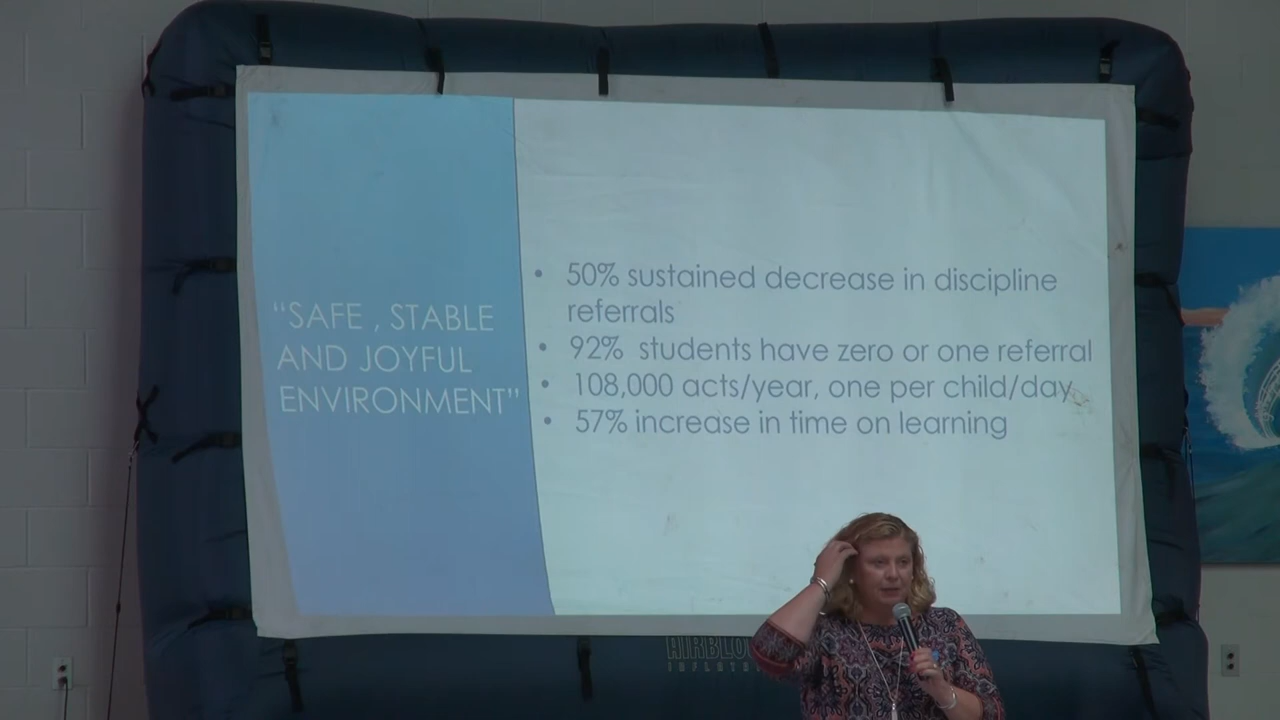 “SAFE , STABLE
AND JOYFUL
ENVIRONMENT”
• 50% sustained decrease in discipline
referrals
• 92% students have zero or one referral
• 108,000 acts/year, one per child/day
• 57% increase in time on learning